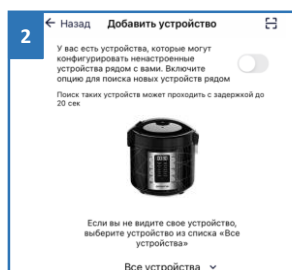 2
← Назад Добавить устройство
У вас есть устройства, которые могут
конфигурировать ненастроенные
устройства рядом с вами. Включите
опцию для поиска новых устройств рядом
Поиск таких устройств может проходить с задержкой до
20 сек
Если вы не видите свое устройство,
выберите устройство из списка «Все
устройства»
Все устройства